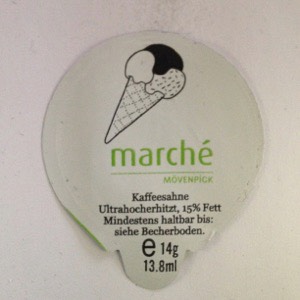 marché
MÖVENPICK
Kaffeesahne
Ultrahocherhitzt, 15% Fett
Mindestens haltbar bis:
siehe Becherboden.
e 14g
13.8ml